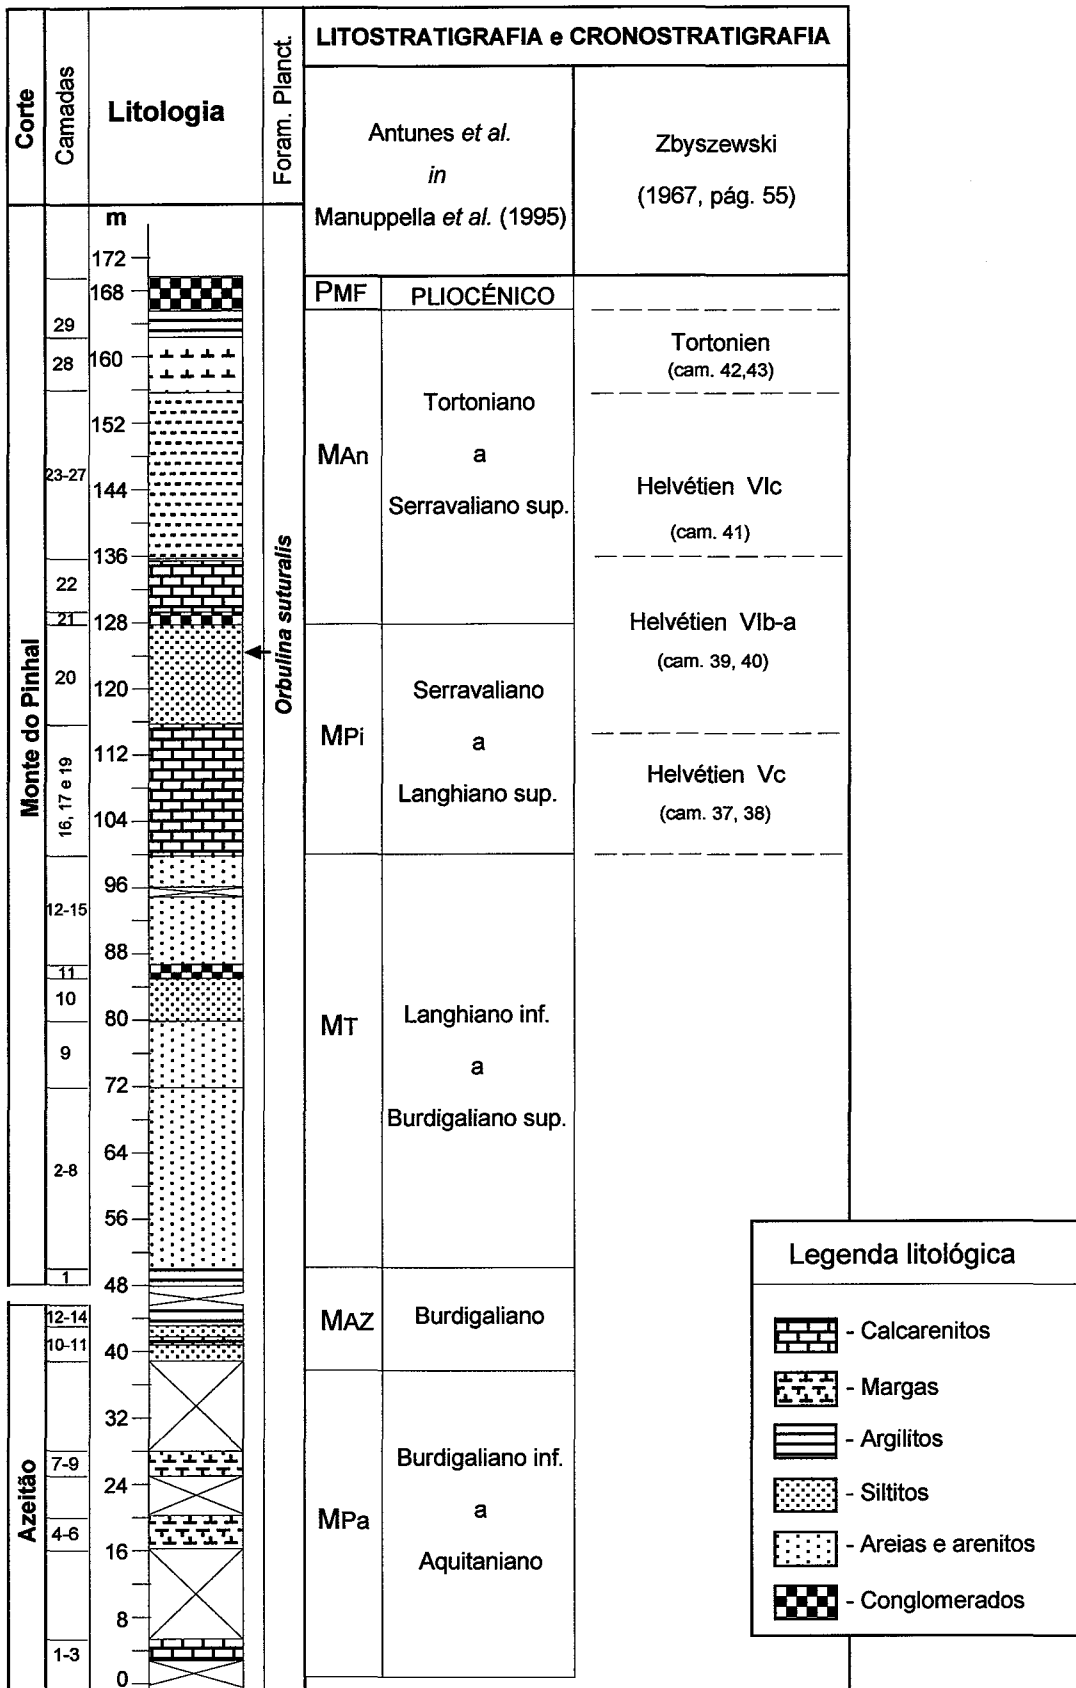 LITOSTRATIGRAFIA e CRONOSTRATIGRAFIA
Corte
Camadas
Litologia
Foram. Planct.
Antunes et al.
in
Manuppella et al. (1995)
Zbyszewski
(1967, pág. 55)
m
172
168
160
152
144
136
128
120
112
104
96
88
80
72
64
56
48
40
32
24
16
8
0
Monte do Pinhal
29
28
23-27
22
21
20
16, 17 e 19
12-15
11
10
9
2-8
1
Azeitão
12-14
10-11
7-9
4-6
1-3
Orbulina suturalis
PMF
PLIOCÉNICO
MAn
Tortoniano
a
Serravaliano sup.
MPi
Serravaliano
a
Langhiano sup.
MT
Langhiano inf.
a
Burdigaliano sup.
MAZ
Burdigaliano
MPa
Burdigaliano inf.
a
Aquitaniano
Tortonien
(cam. 42,43)
Helvétien VIc
(cam. 41)
Helvétien VIb-a
(cam. 39, 40)
Helvétien Vc
(cam. 37, 38)
Legenda litológica
- Calcarenitos
- Margas
- Argilitos
- Siltitos
- Areias e arenitos
- Conglomerados